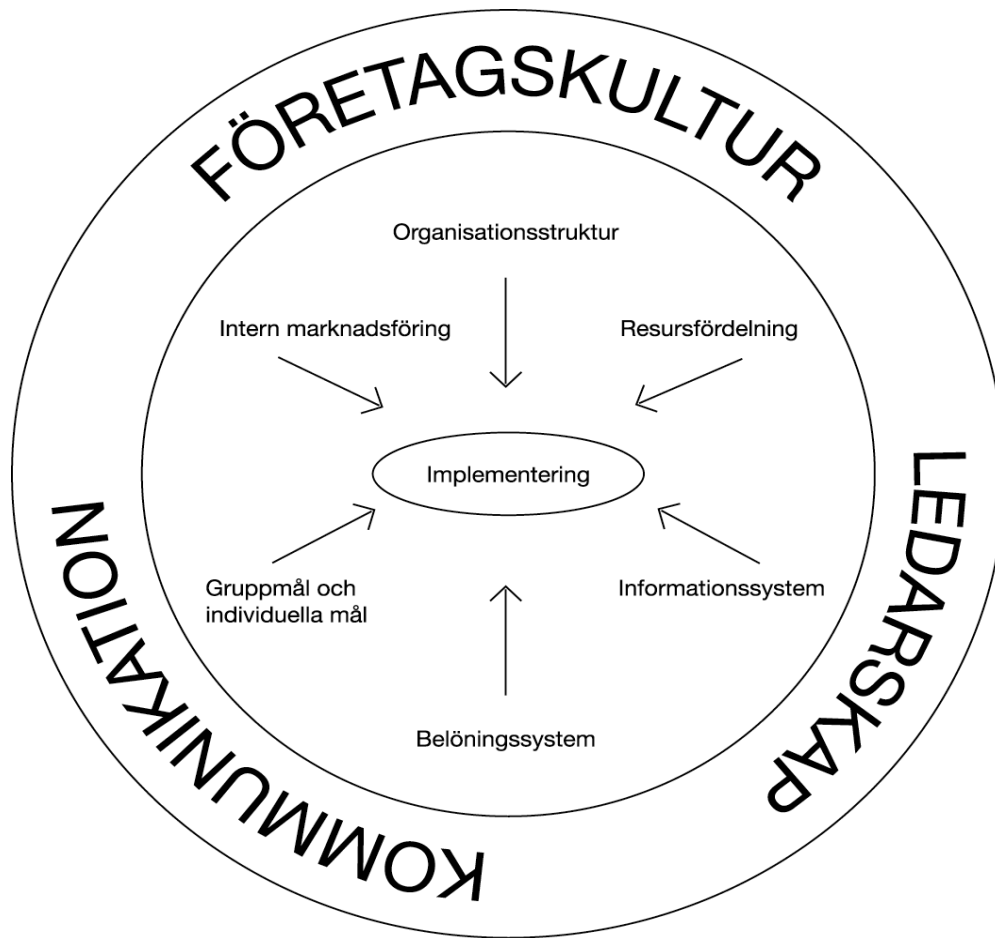 FÖRETAGSKULTUR
Organisationsstruktur
Intern marknadsföring
Resursfördelning
Implementering
LEDARSKAP
KOMMUNIKATION
Gruppmål och
individuella mål
Informationssystem
Belöningssystem